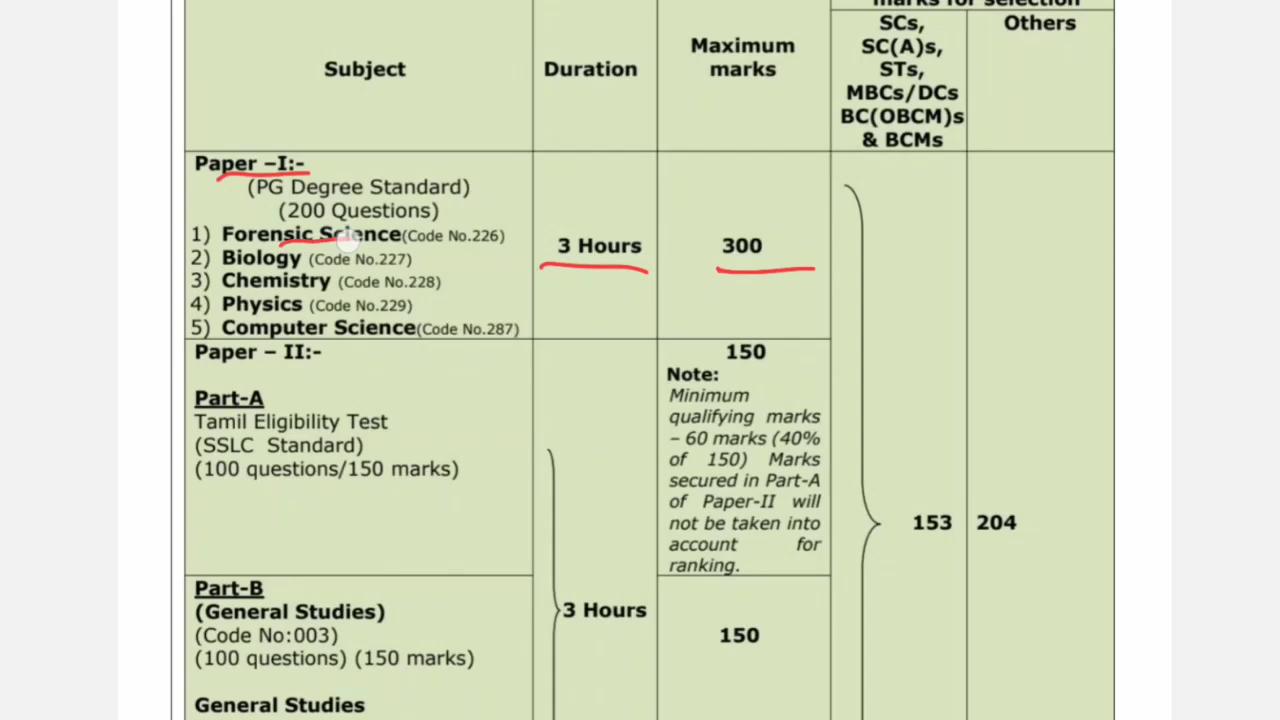 marks for selection
Subject
Duration
Maximum
marks
SCs,
SC(A)s,
STs,
MBCs/DCs
BC(OBCM)s
& BCMs
Others
Paper –I:-
(PG Degree Standard)
(200 Questions)
1) Forensic Science(Code No.226)
2) Biology (Code No.227)
3) Chemistry (Code No.228)
4) Physics (Code No.229)
5) Computer Science(Code No.287)
3 Hours
300
Paper – II:-
Part-A
Tamil Eligibility Test
(SSLC Standard)
(100 questions/150 marks)
150
Note:
Minimum
qualifying marks
– 60 marks (40%
of 150) Marks
secured in Part-A
of Paper-II will
not be taken into
account for
ranking.
153
204
Part-B
(General Studies)
(Code No:003)
(100 questions) (150 marks)
General Studies
3 Hours
150